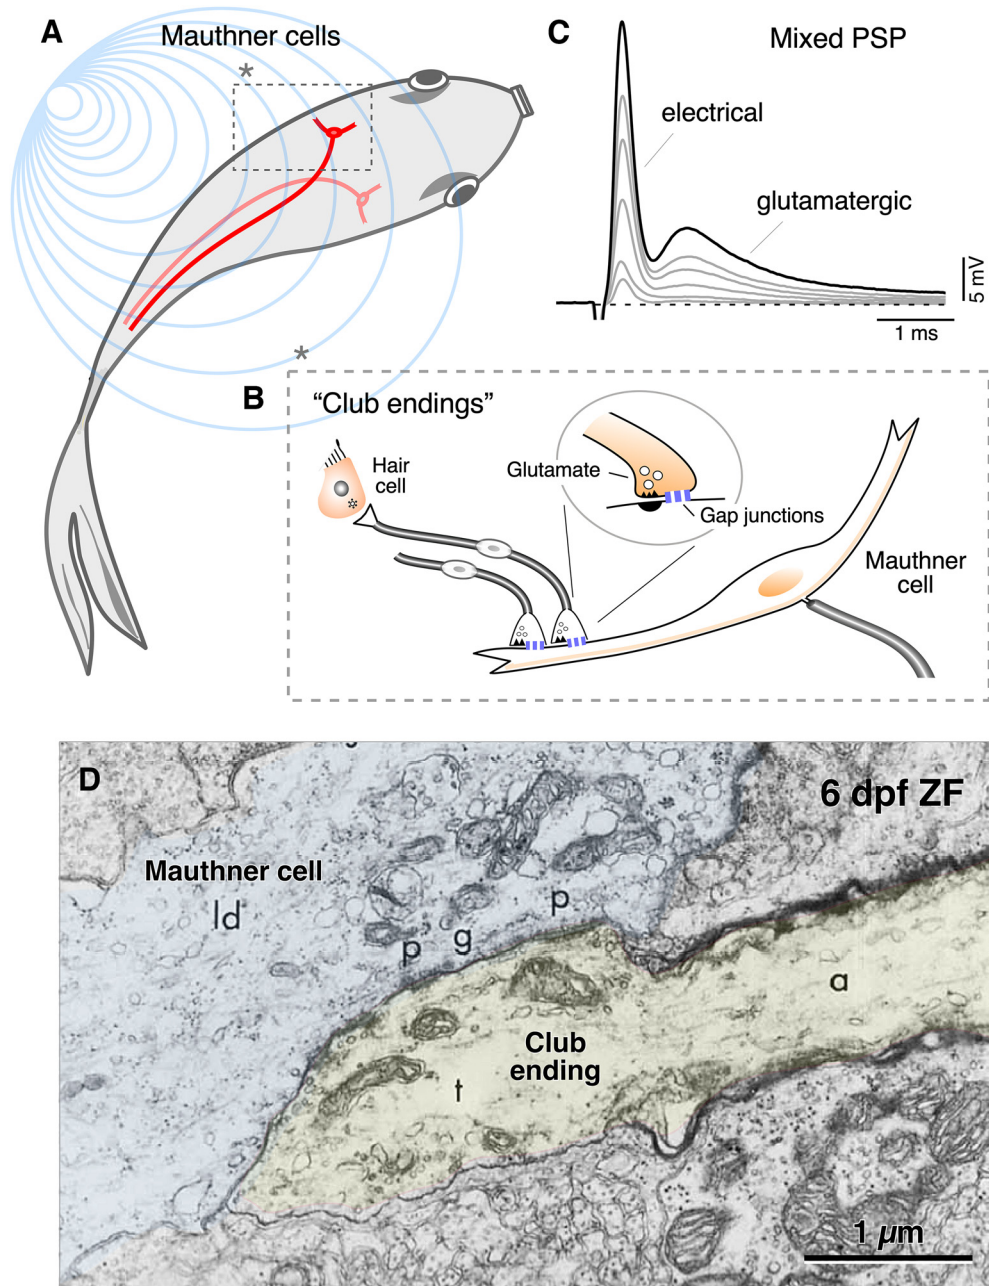 A
Mauthner cells
*
*
C
Mixed PSP
electrical
glutamatergic
5 mV
1 ms
B
“Club endings”
Hair
cell
Glutamate
Gap junctions
Mauthner
cell
D
6 dpf ZF
Mauthner cell
ld
p
g
p
a
Club
ending
t
1 µm